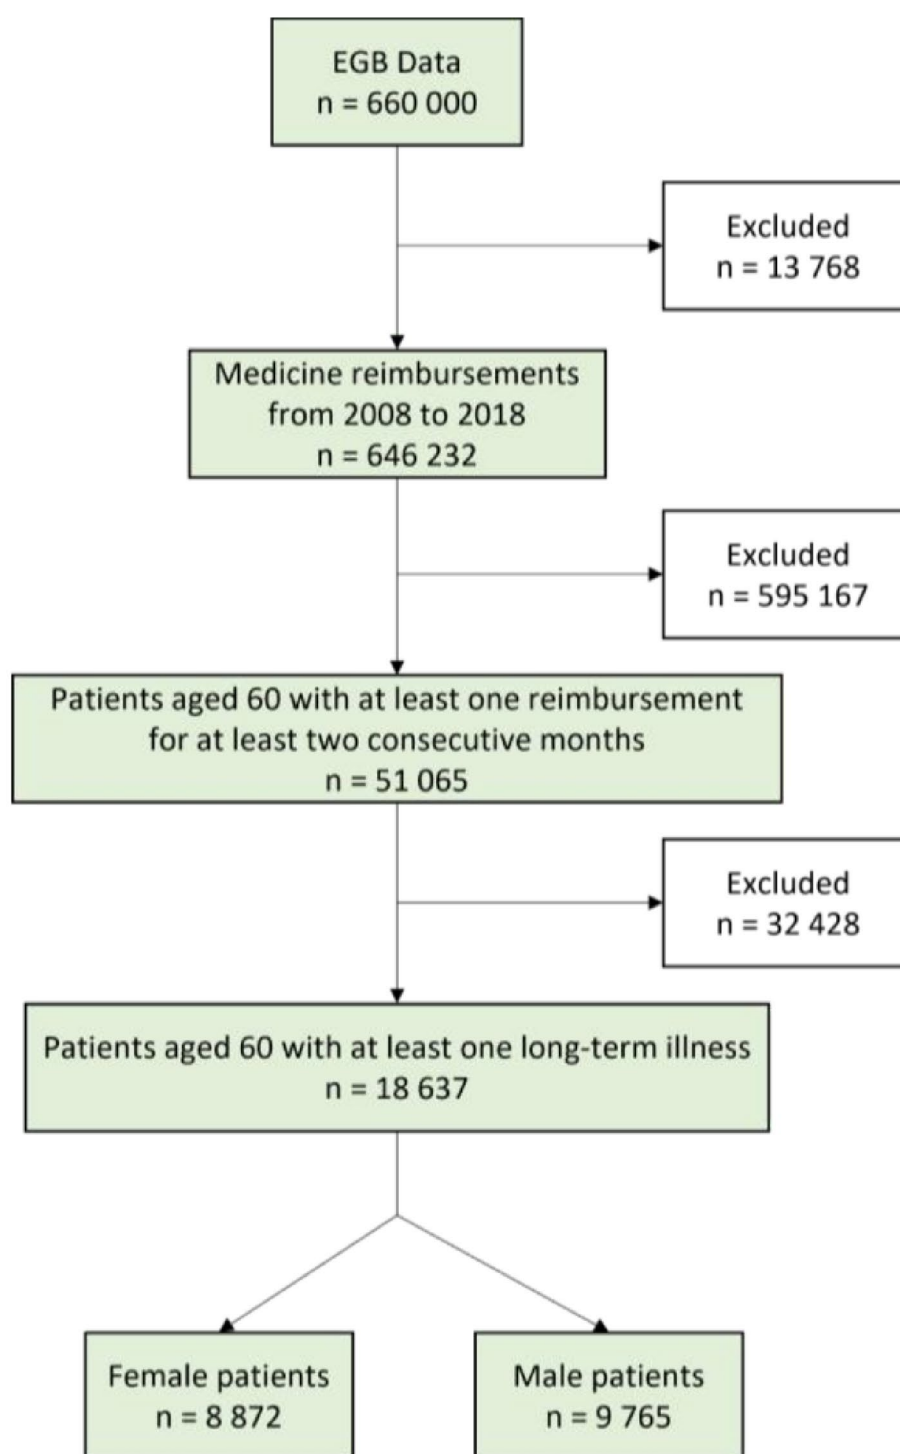 EGB Data
n = 660 000
Excluded
n = 13 768
Medicine reimbursements
from 2008 to 2018
n = 646 232
Excluded
n = 595 167
Patients aged 60 with at least one reimbursement
for at least two consecutive months
n = 51 065
Excluded
n = 32 428
Patients aged 60 with at least one long-term illness
n = 18 637
Female patients
n = 8 872
Male patients
n = 9 765